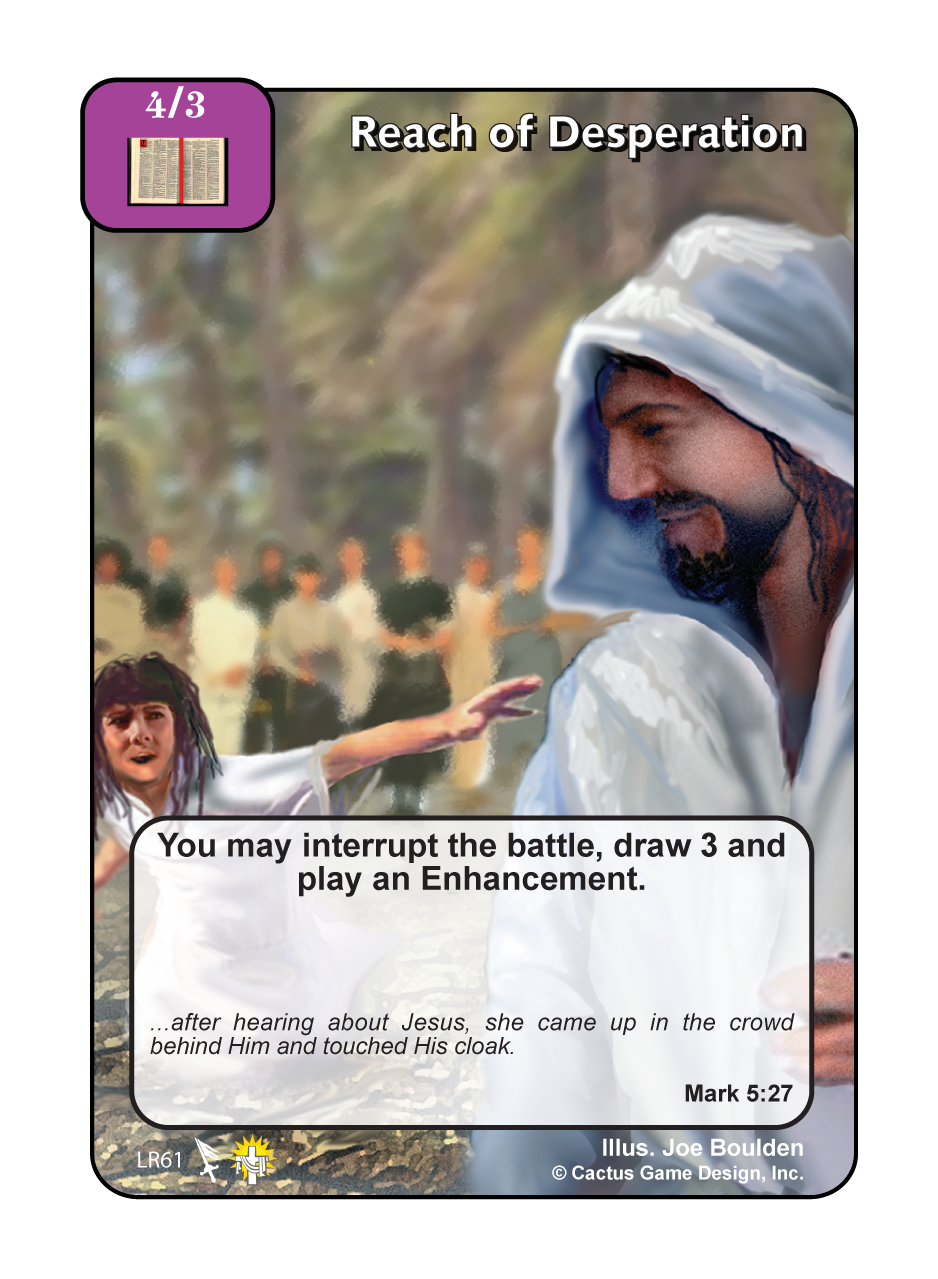 4/3
Reach of Desperation
You may interrupt the battle, draw 3 and
play an Enhancement.
...after hearing about Jesus, she came up in the crowd
behind Him and touched His cloak.
Mark 5:27
LR61
Illus. Joe Boulden
© Cactus Game Design, Inc.